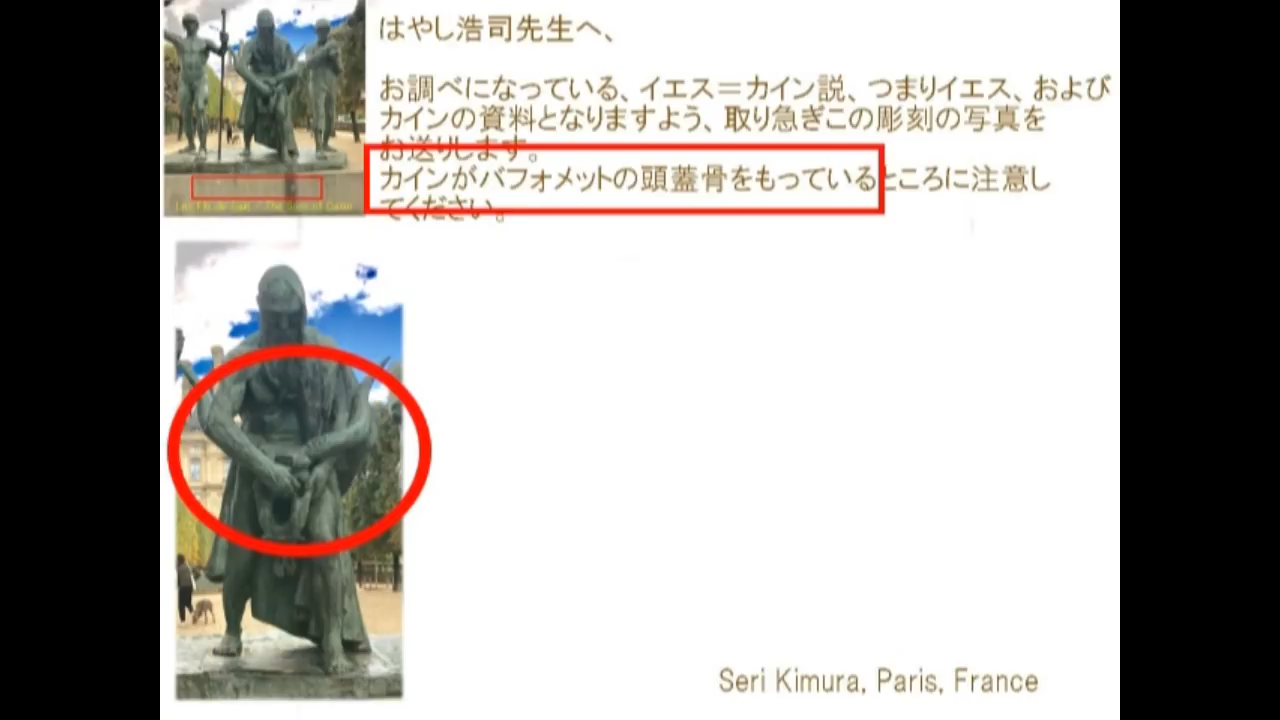 はやし浩司先生へ、
お調べになっている、イエス＝カイン説、つまりイエス、および
カインの資料となりますよう、取り急ぎこの彫刻の写真を
お送りします。
カインがバフォメットの頭蓋骨をもっているところに注意し
てください。
The Sons of Cain
Seri Kimura, Paris, France